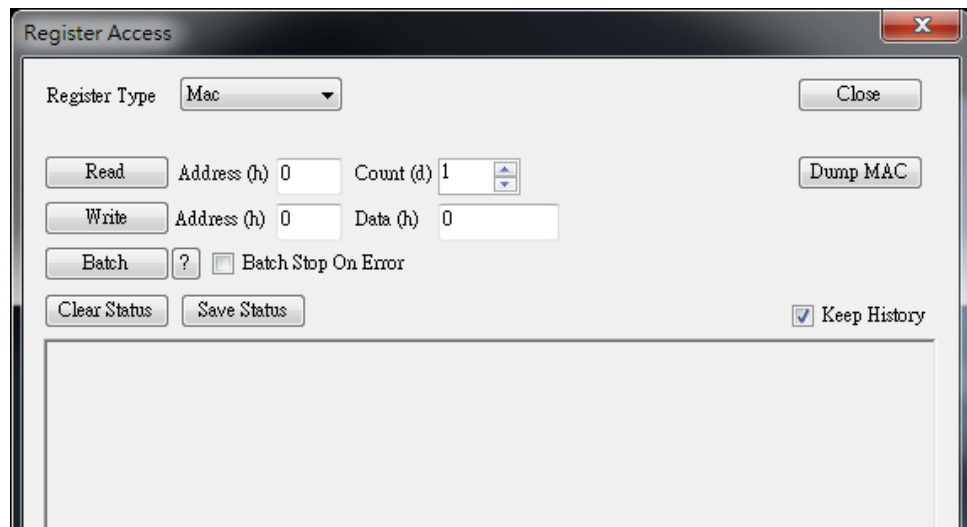 Register Access
Register Type Mac Close
Read Address (h) 0 Count (d) 1 Dump MAC
Write Address (h) 0 Data (h) 0
Batch ? Batch Stop On Error
Clear Status Save Status Keep History